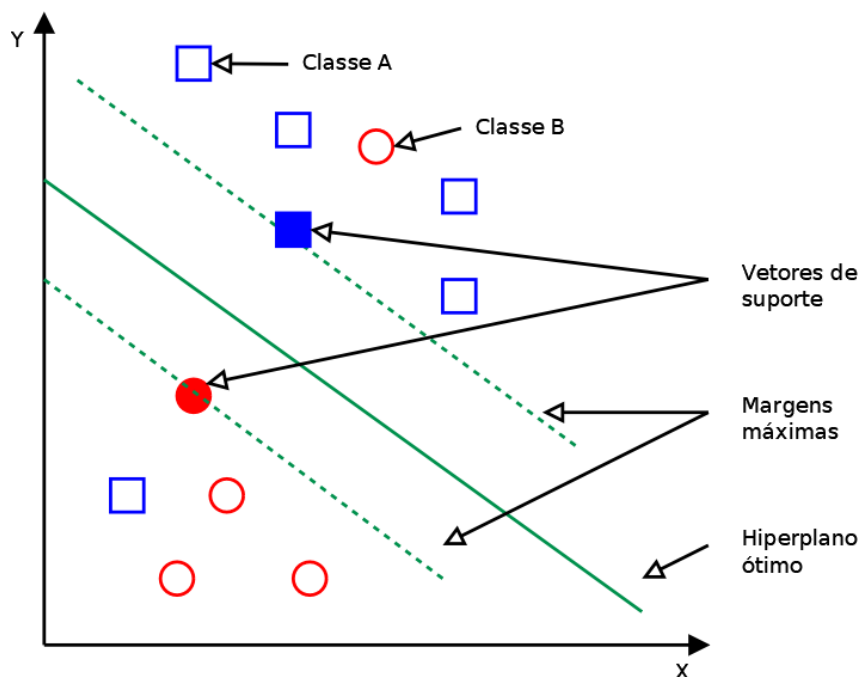 Y
Classe A
Classe B
Vetores de
suporte
Margens
máximas
Hiperplano
ótimo
X